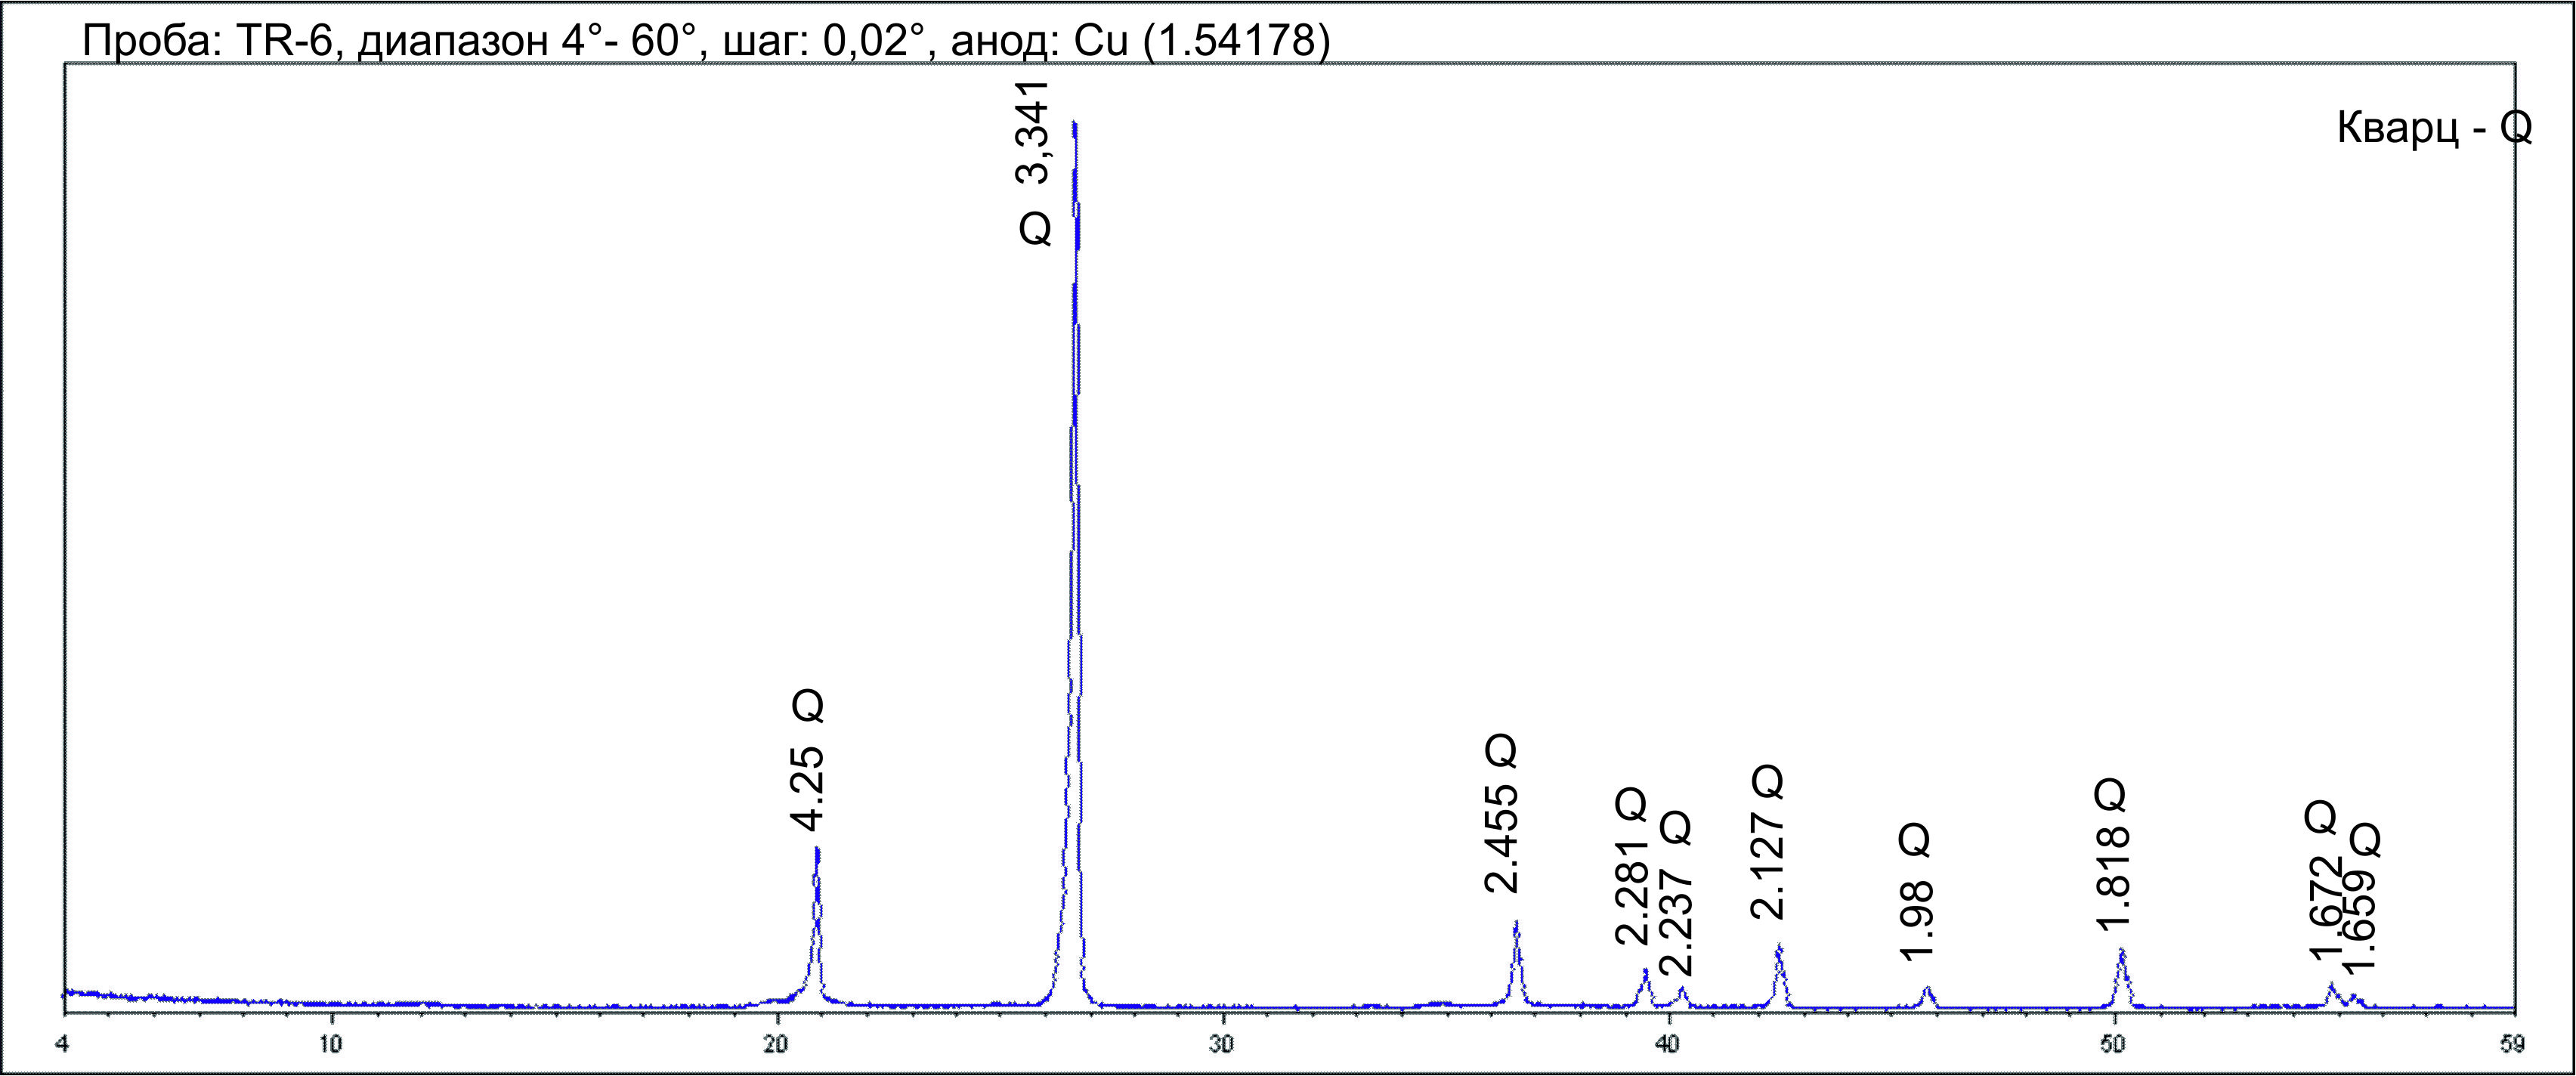 Проба: TR-6, диапазон 4°- 60°, шаг: 0,02°, анод: Cu (1.54178)
Кварц - Q
Q 3,341
4.25 Q
2.455 Q
2.281 Q
2.237 Q
2.127 Q
1.98 Q
1.818 Q
1.672 Q
1.659 Q
4 10 20 30 40 50 59